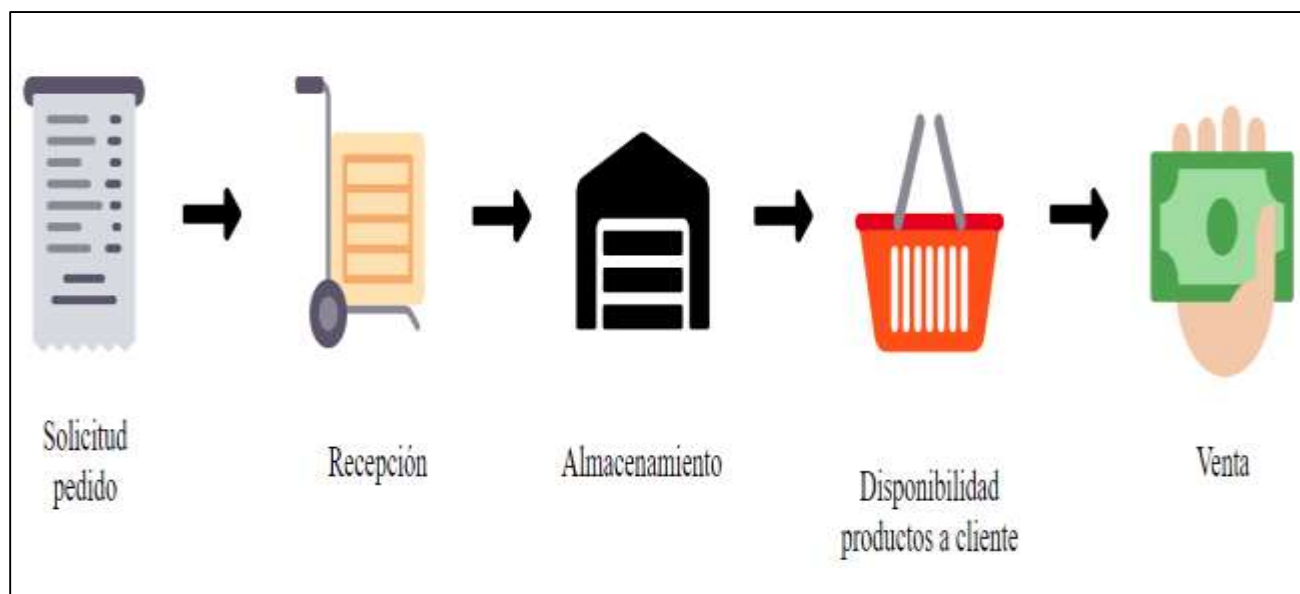 Solicitud
pedido
Recepción
Almacenamiento
Disponibilidad
productos a cliente
Venta